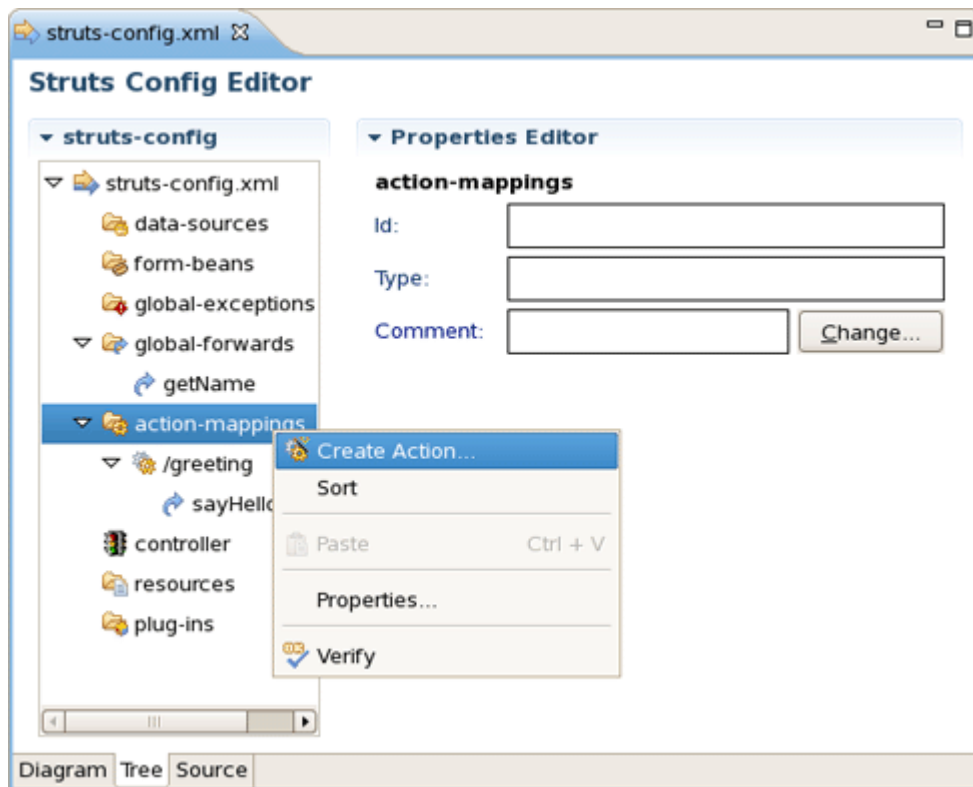 struts-config.xml
Struts Config Editor
struts-config
struts-config.xml
data-sources
form-beans
global-exceptions
global-forwards
getName
action-mappings
/greeting
sayHello
controller
resources
plug-ins
Properties Editor
action-mappings
Id:
Type:
Comment:
Change...
Create Action...
Sort
Paste Ctrl + V
Properties...
Verify
Diagram Tree Source